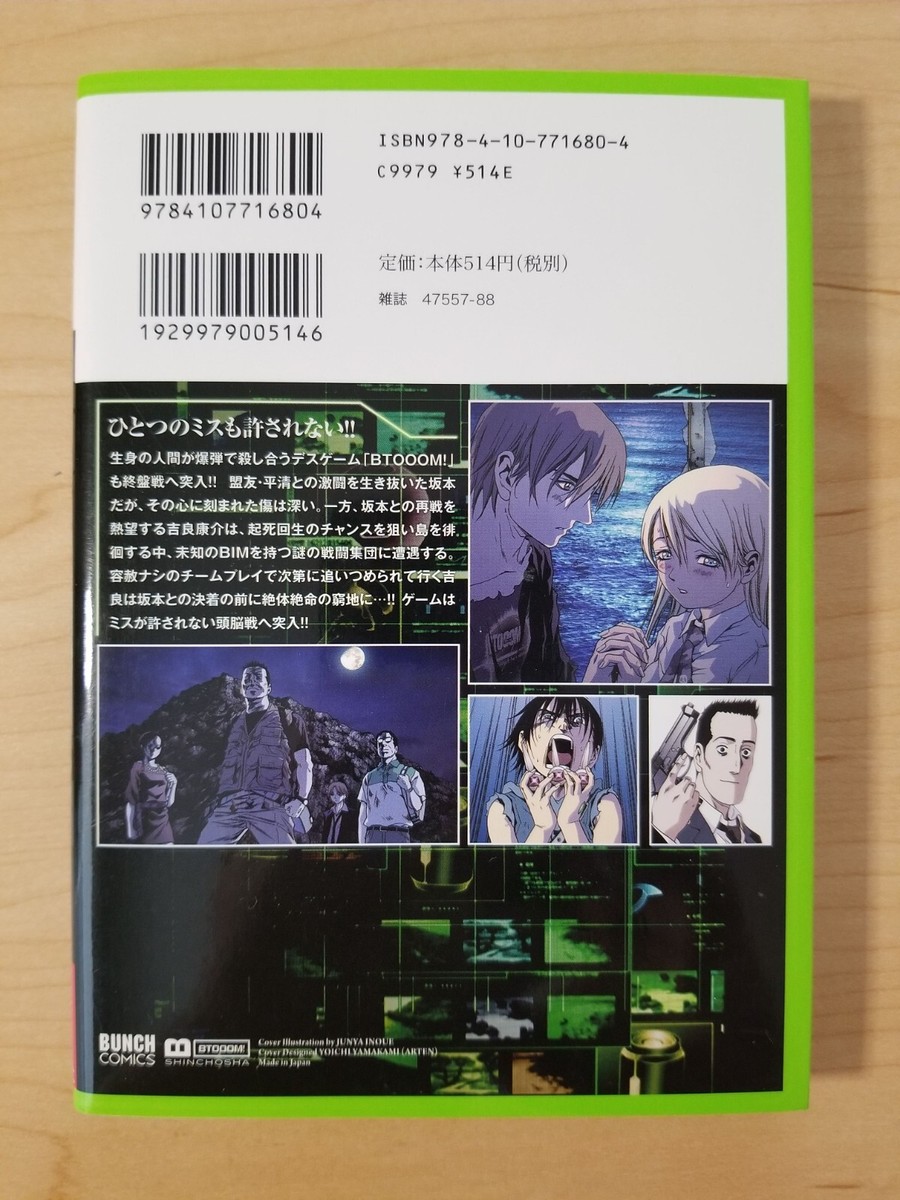 ISBN978-4-10-771680-4
C9979 ¥514E
9784107716804
定価：本体514円（税別）
雑誌 47557-88
1929979005146
ひとつのミスも許されない!!
生身の人間が爆弾で殺し合うデスゲーム「BTOOOM!」
も終盤戦へ突入!! 盟友・平清との激闘を生き抜いた坂本
だが、その心に刻まれた傷は深い。一方、坂本との再戦を
熱望する吉良康介は、起死回生のチャンスを狙い島を徘
徊する中、未知のBIMを持つ謎の戦闘集団に遭遇する。
容赦ナシのチームプレイで次第に追いつめられて行く吉
良は坂本との決着の前に絶体絶命の窮地に…!! ゲームは
ミスが許されない頭脳戦へ突入!!
BUNCH
COMICS
BTOOOM!
SHINCHOSHA
Cover Illustration by JUNYA INOUE
Cover Designed YOICHI.YAMAKAMI (ARTEN)
Made in Japan